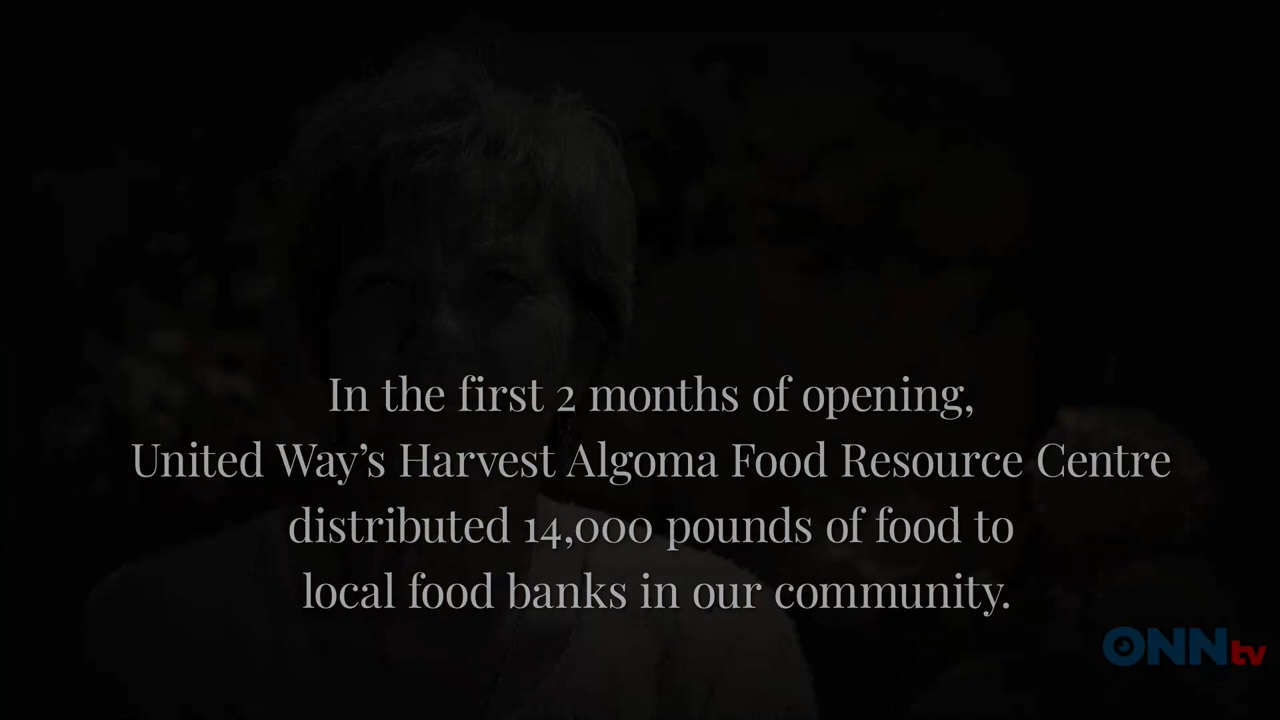 In the first 2 months of opening,
United Way’s Harvest Algoma Food Resource Centre
distributed 14,000 pounds of food to
local food banks in our community.
ONNtv